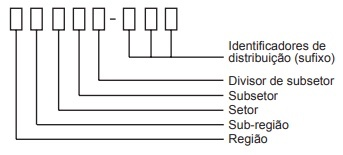 Identificadores de
distribuição (sufixo)
Divisor de subsetor
Subsetor
Setor
Sub-região
Região